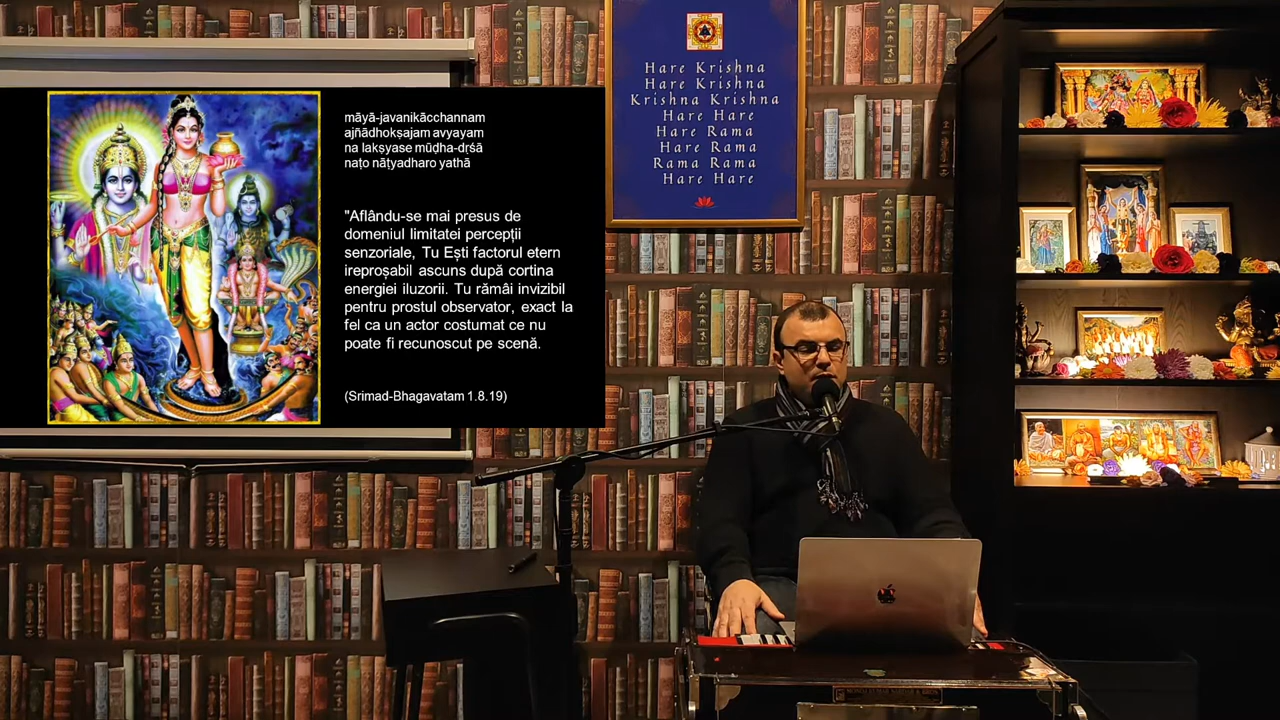 māyā-javanikācchannam
ajñādhokṣajam avyayam
na lakṣyase mūḍha-dṛśā
naṭo nāṭyadharo yathā
"Aflându-se mai presus de
domeniul limitatei percepții
senzoriale, Tu Ești factorul etern
ireproșabil ascuns după cortina
energiei iluzorii. Tu rămâi invizibil
pentru prostul observator, exact la
fel ca un actor costumat ce nu
poate fi recunoscut pe scenă.
(Srimad-Bhagavatam 1.8.19)
Hare Krishna
Hare Krishna
Krishna Krishna
Hare Hare
Hare Rama
Hare Rama
Rama Rama
Hare Hare